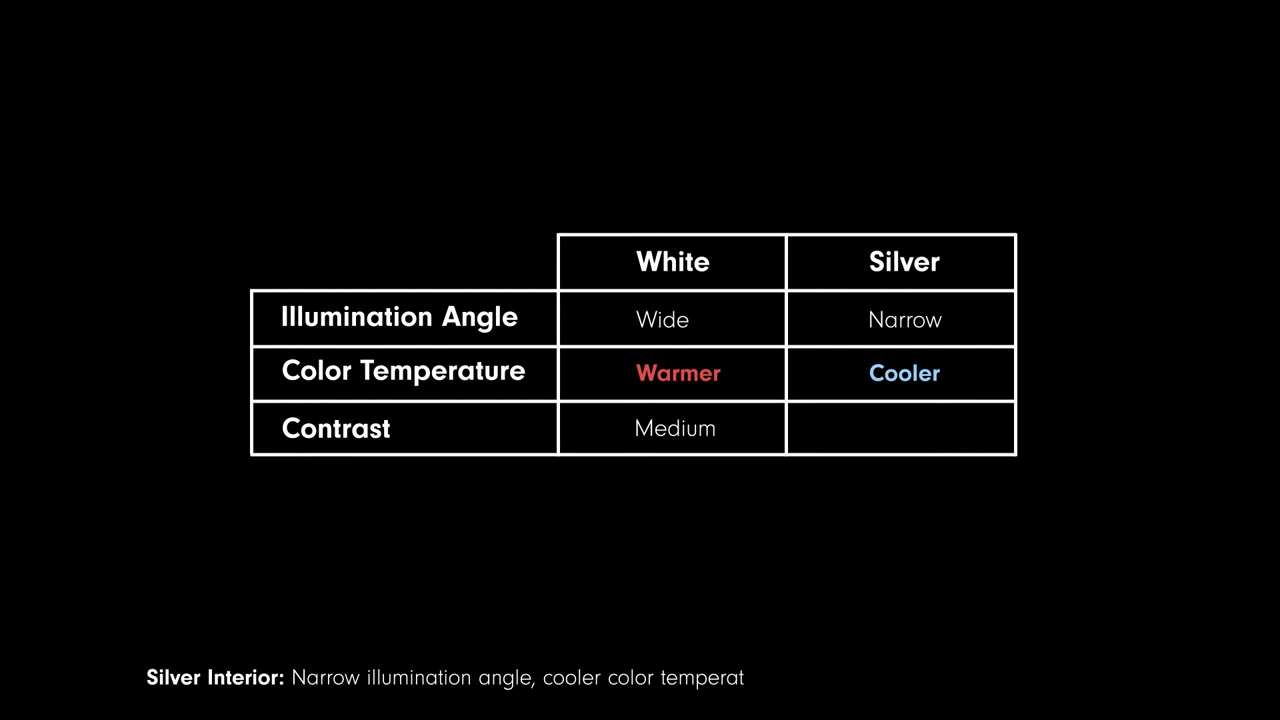 White Silver
Illumination Angle Wide Narrow
Color Temperature Warmer Cooler
Contrast Medium
Silver Interior: Narrow illumination angle, cooler color temperat